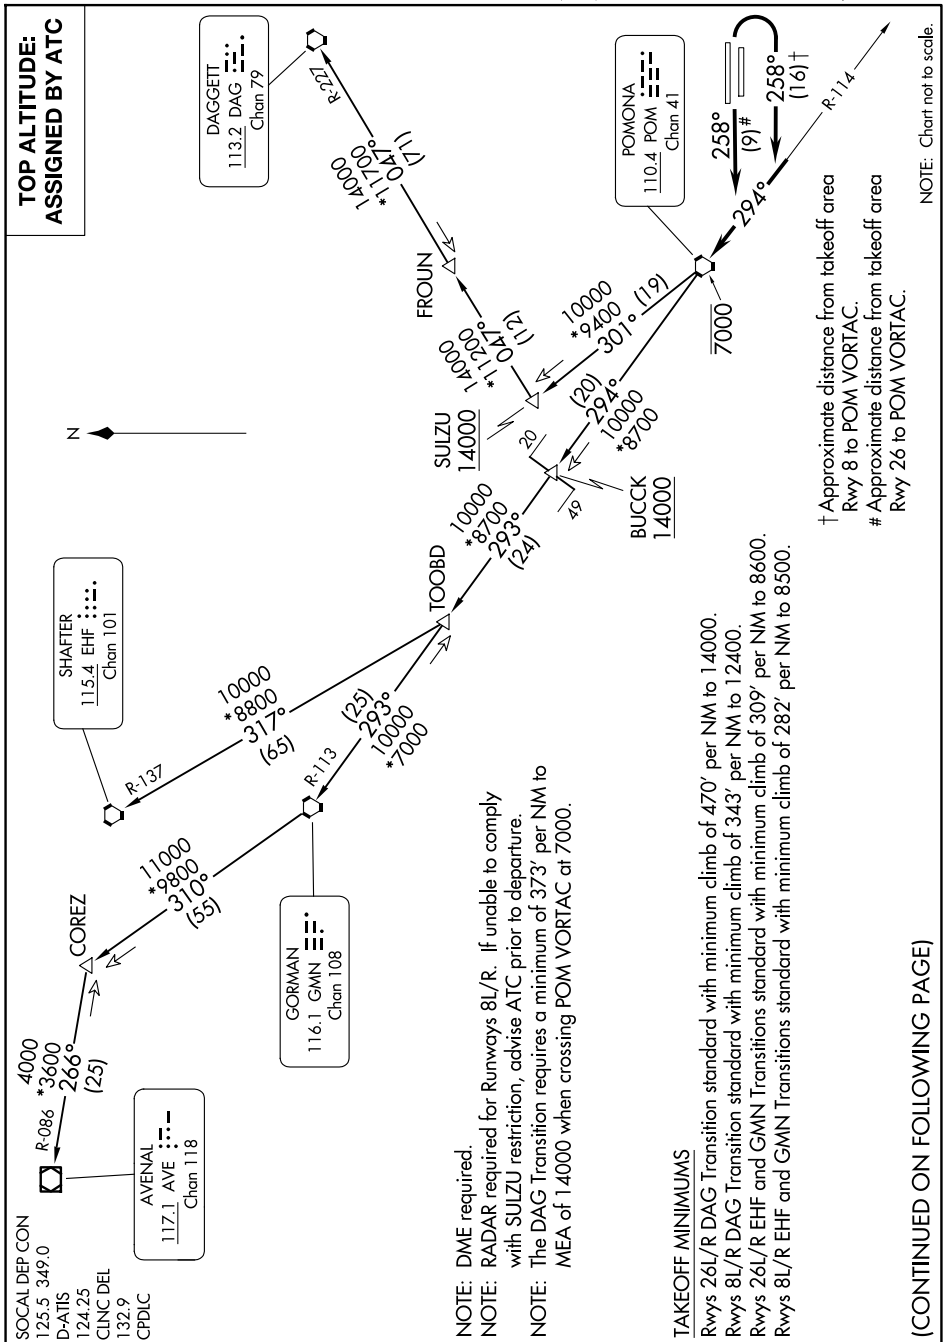 TOP ALTITUDE:
ASSIGNED BY ATC
SOCAL DEP CON
125.5 349.0
D-ATIS
124.25
CLNC DEL
132.9
CPDLC
AVENAL
117.1 AVE
Chan 118
R-086
4000
*3600
266°
(25)
COREZ
11000
*9800
310°
(55)
SHAFTER
115.4 EHF
Chan 101
R-137
10000
*8800
317°
(65)
GORMAN
116.1 GMN
Chan 108
R-113
(25)
293°
10000
*7000
TOOBD
10000
*8700
293°
(24)
N
BUCCK
14000
20
49
(20)
294°
10000
*8700
SULZU
14000
14000
*11200
047°
(12)
FROUN
14000
*11700
047°
(71)
R-227
DAGGETT
113.2 DAG
Chan 79
10000
*9400
301°
(19)
POMONA
110.4 POM
Chan 41
7000
294°
258°
(9)#
258°
(16)†
R-114
NOTE: Chart not to scale.
† Approximate distance from takeoff area
Rwy 8 to POM VORTAC.
# Approximate distance from takeoff area
Rwy 26 to POM VORTAC.
NOTE: DME required.
NOTE: RADAR required for Runways 8L/R. If unable to comply
with SULZU restriction, advise ATC prior to departure.
NOTE: The DAG Transition requires a minimum of 373' per NM to
MEA of 14000 when crossing POM VORTAC at 7000.
TAKEOFF MINIMUMS
Rwys 26L/R DAG Transition standard with minimum climb of 470' per NM to 14000.
Rwys 8L/R DAG Transition standard with minimum climb of 343' per NM to 12400.
Rwys 26L/R EHF and GMN Transitions standard with minimum climb of 309' per NM to 8600.
Rwys 8L/R EHF and GMN Transitions standard with minimum climb of 282' per NM to 8500.
(CONTINUED ON FOLLOWING PAGE)